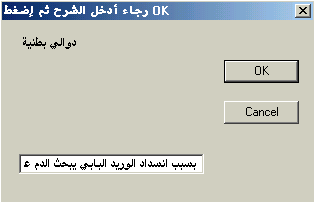 رجاء أدخل الشرح ثم إضغط OK
دوالي بطنية
OK
Cancel
بسبب انسداد الوريد البابي يبحث الدم ع